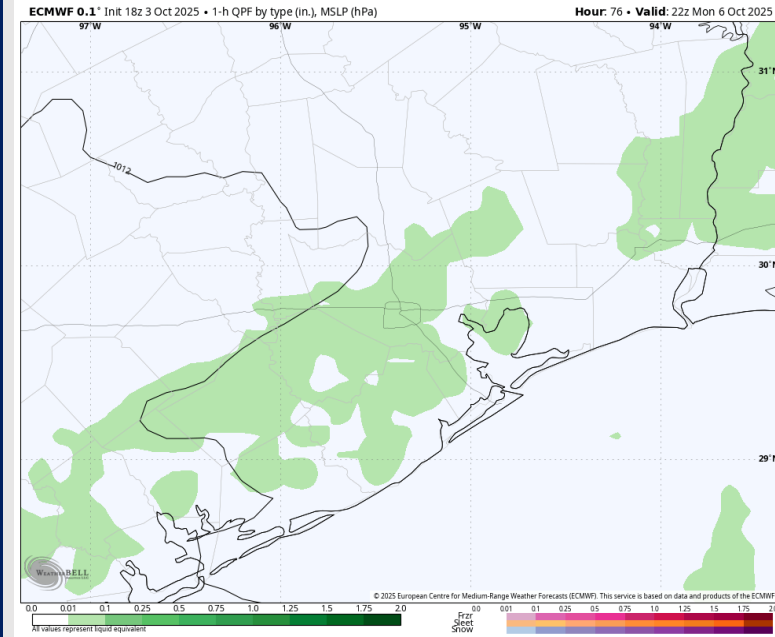 ECMWF 0.1° Init 18z 3 Oct 2025 • 1-h QPF by type (in.), MSLP (hPa)
Hour: 76 • Valid: 22z Mon 6 Oct 2025
97°W 96°W 95°W 94°W
31°N
1012
30°N
29°N
WEATHERBELL
© 2025 European Centre for Medium-Range Weather Forecasts (ECMWF). This service is based on data and products of the ECMWF
0.0 0.01 0.1 0.25 0.5 0.75 1.0 1.25 1.5 1.75 2.0
All values represent liquid equivalent
0.0 0.01 0.1 0.25 0.5 0.75 1.0 1.25 1.5 1.75
Frzr
Sleet
Snow